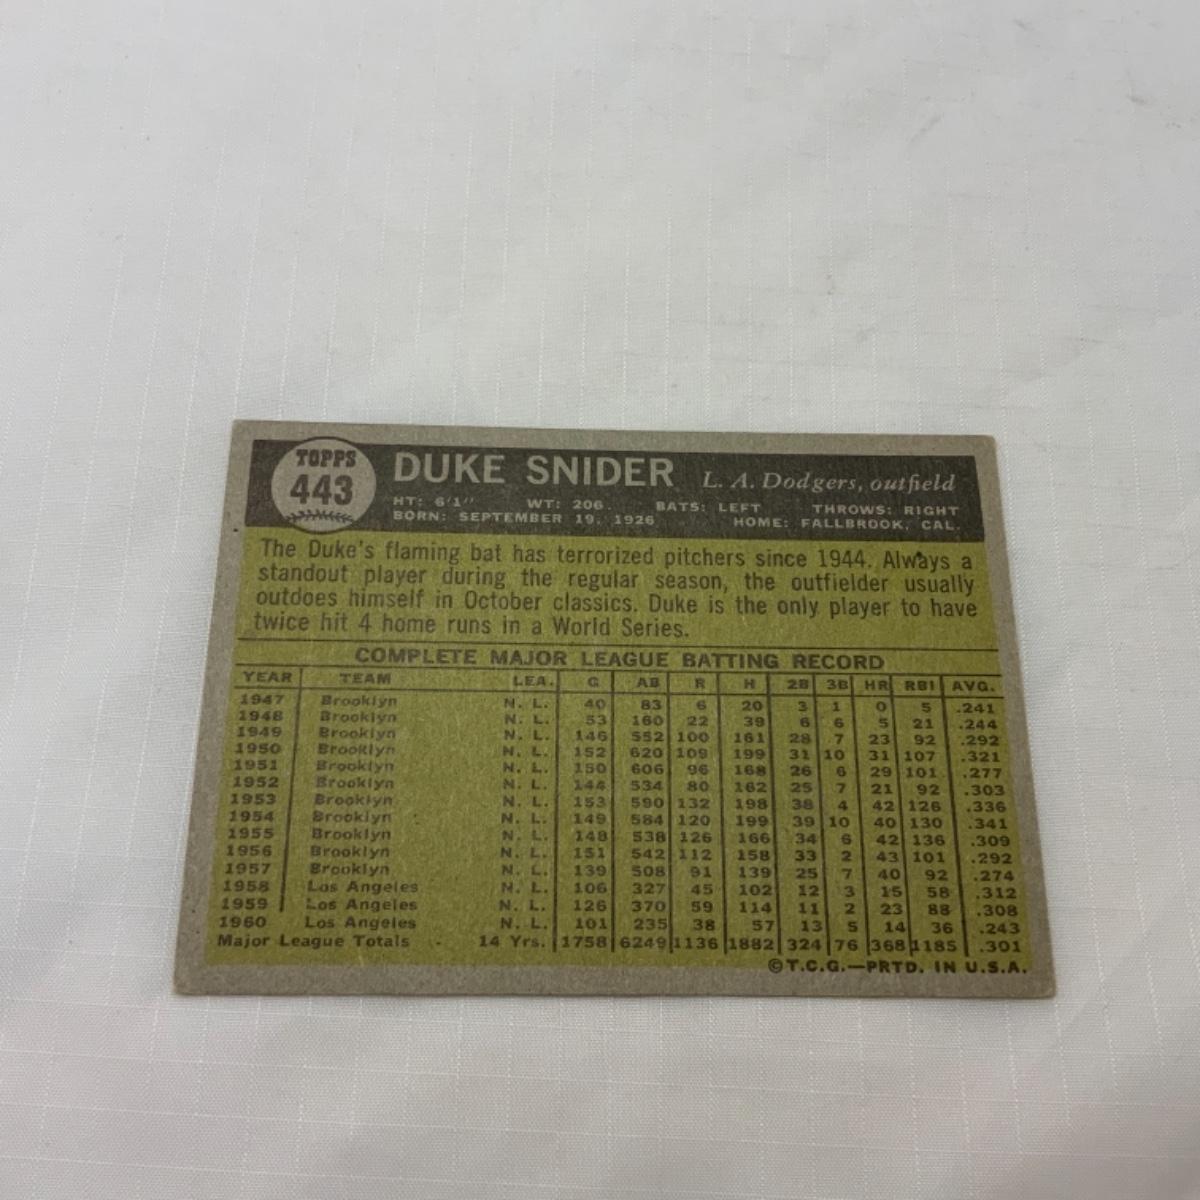 TOPPS
443
DUKE SNIDER L. A. Dodgers, outfield
HT: 6'1" WT: 206 BATS: LEFT THROWS: RIGHT
BORN: SEPTEMBER 19, 1926 HOME: FALLBROOK, CAL.
The Duke's flaming bat has terrorized pitchers since 1944. Always a
standout player during the regular season, the outfielder usually
outdoes himself in October classics. Duke is the only player to have
twice hit 4 home runs in a World Series.
COMPLETE MAJOR LEAGUE BATTING RECORD
YEAR TEAM LEA. G AB R H 2B 3B HR RBI AVG.
1947 Brooklyn N. L. 40 83 6 20 3 1 0 5 .241
1948 Brooklyn N. L. 53 160 22 39 6 6 5 21 .244
1949 Brooklyn N. L. 146 552 100 161 28 7 23 92 .292
1950 Brooklyn N. L. 152 620 109 199 31 10 31 107 .321
1951 Brooklyn N. L. 150 606 96 168 26 6 29 101 .277
1952 Brooklyn N. L. 144 534 80 162 25 7 21 92 .303
1953 Brooklyn N. L. 153 590 132 198 38 4 42 126 .336
1954 Brooklyn N. L. 149 584 120 199 39 10 40 130 .341
1955 Brooklyn N. L. 148 538 126 166 34 6 42 136 .309
1956 Brooklyn N. L. 151 542 112 158 33 2 43 101 .292
1957 Brooklyn N. L. 139 508 91 139 25 7 40 92 .274
1958 Los Angeles N. L. 106 327 45 102 12 3 15 58 .312
1959 Los Angeles N. L. 126 370 59 114 11 2 23 88 .308
1960 Los Angeles N. L. 101 235 38 57 13 5 14 36 .243
Major League Totals 14 Yrs. 1758 6249 1136 1882 324 76 368 1185 .301
©T.C.G.—PRTD. IN U.S.A.